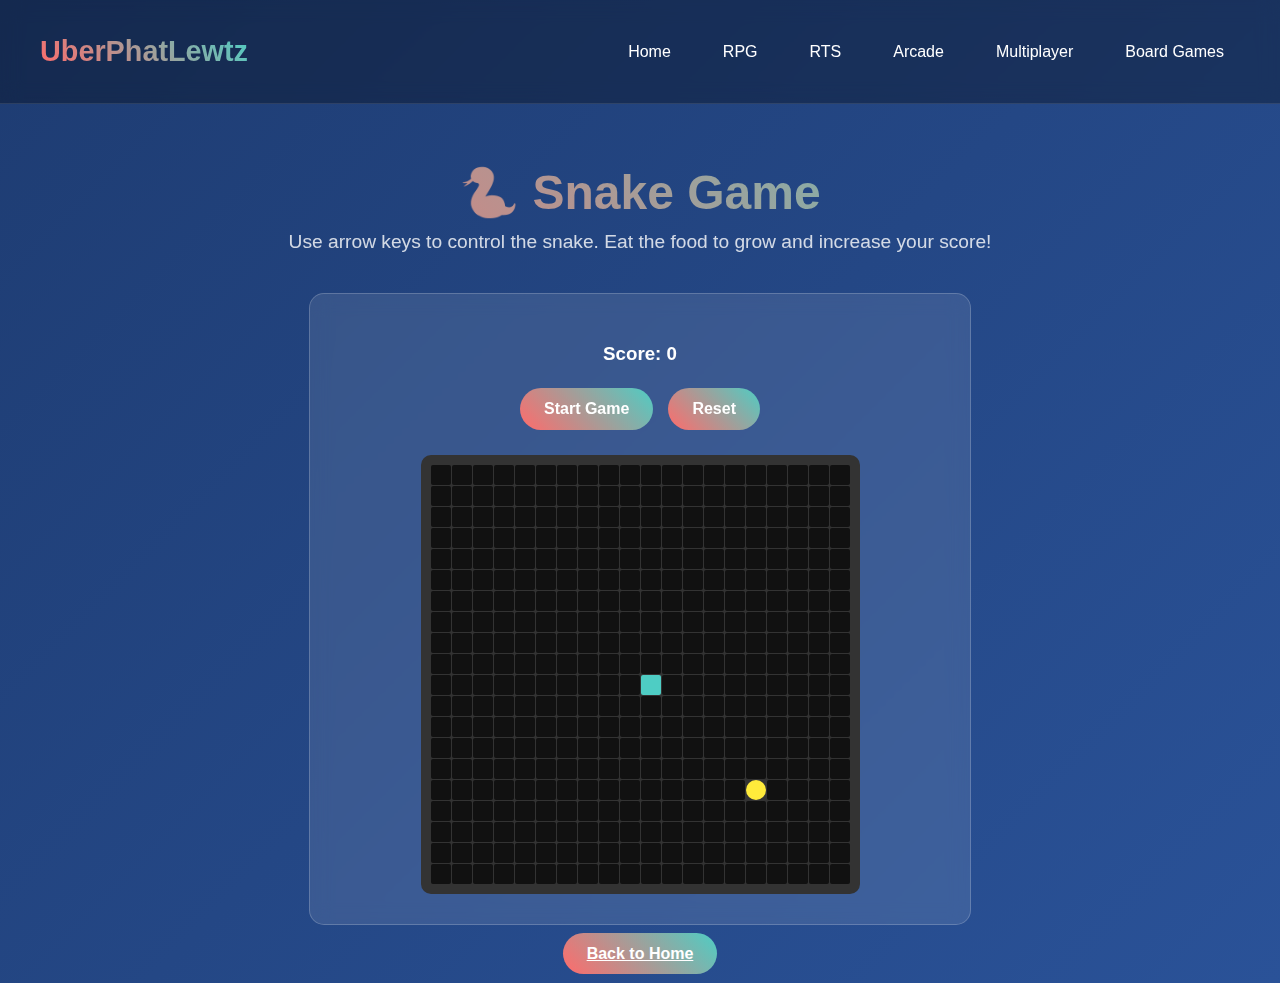 UberPhatLewtz
Home RPG RTS Arcade Multiplayer Board Games
Snake Game
Use arrow keys to control the snake. Eat the food to grow and increase your score!
Score: 0
Start Game Reset
Back to Home